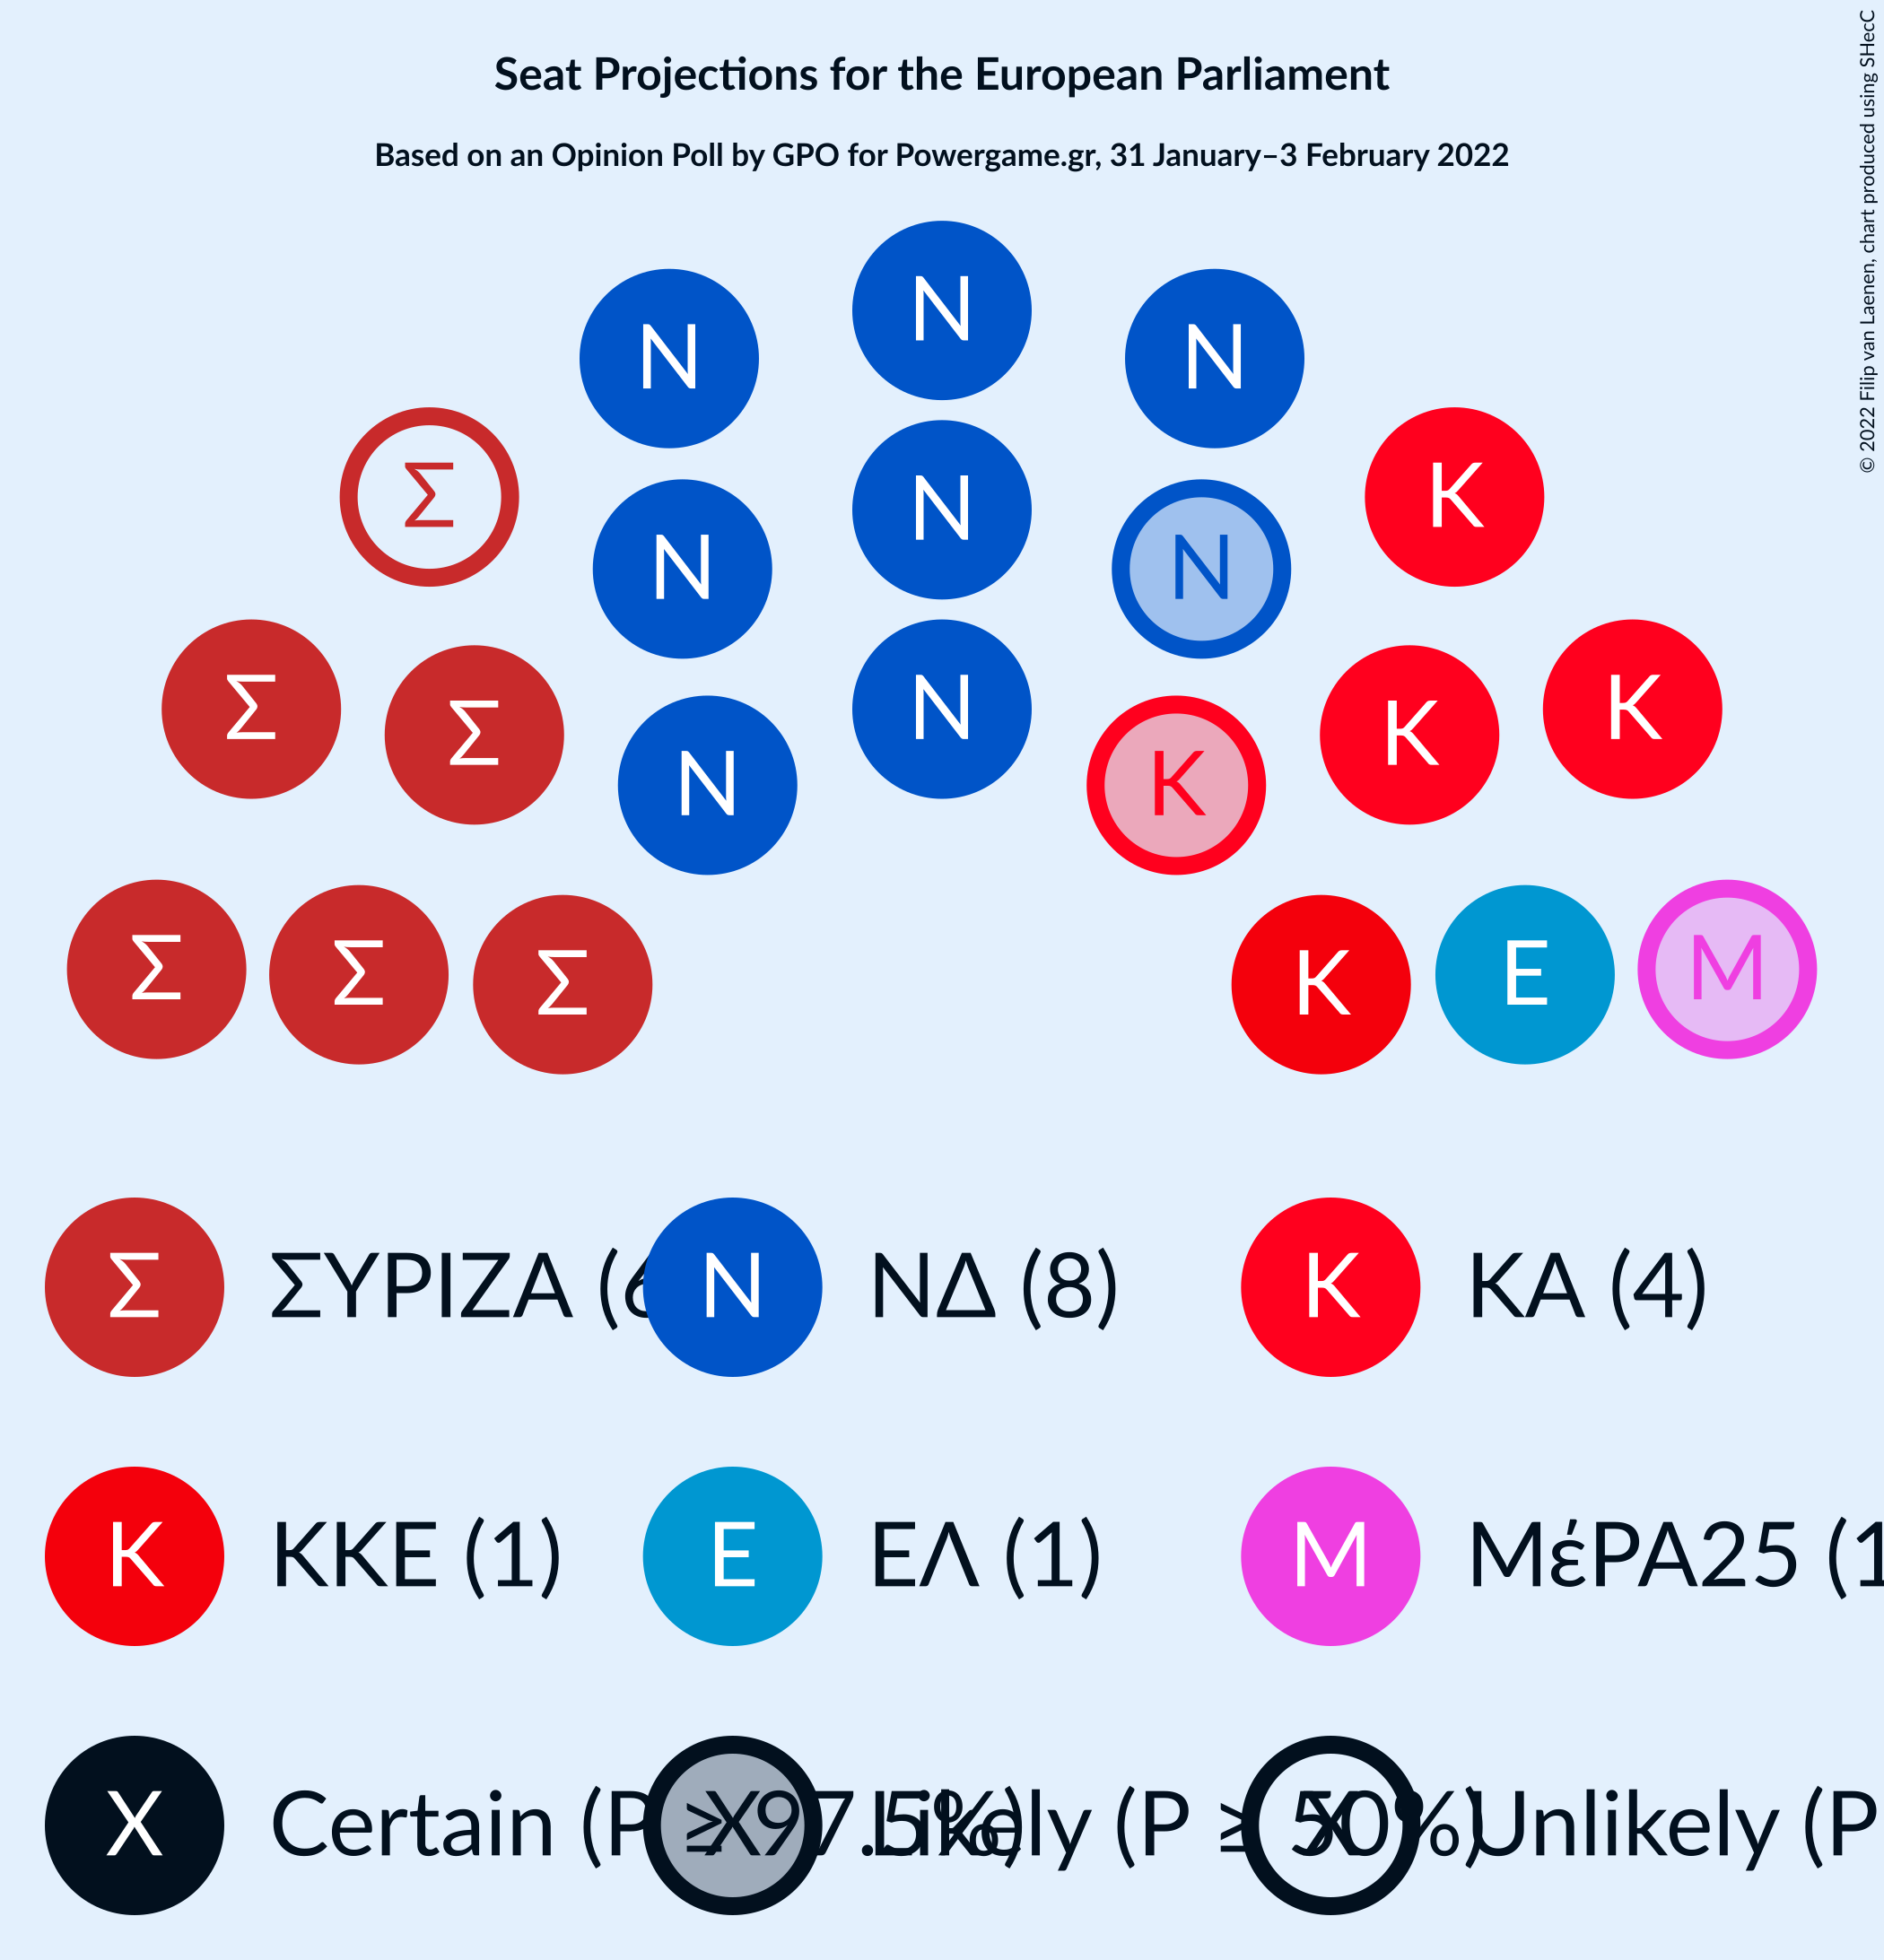 Seat Projections for the European Parliament
Based on an Opinion Poll by GPO for Powergame.gr, 31 January–3 February 2022
© 2022 Filip van Laenen, chart produced using SHecC
N
N N
Σ N K
N N
Σ Σ N K K
N K
Σ Σ Σ K E M
Σ ΣΥΡΙΖΑ (6 N ΝΔ (8) K ΚΑ (4)
K ΚΚΕ (1) E ΕΛ (1) M ΜέΡΑ25 (1
X Certain (P ≥ 97.5%) X Likely (P ≥ 50%) X Unlikely (P